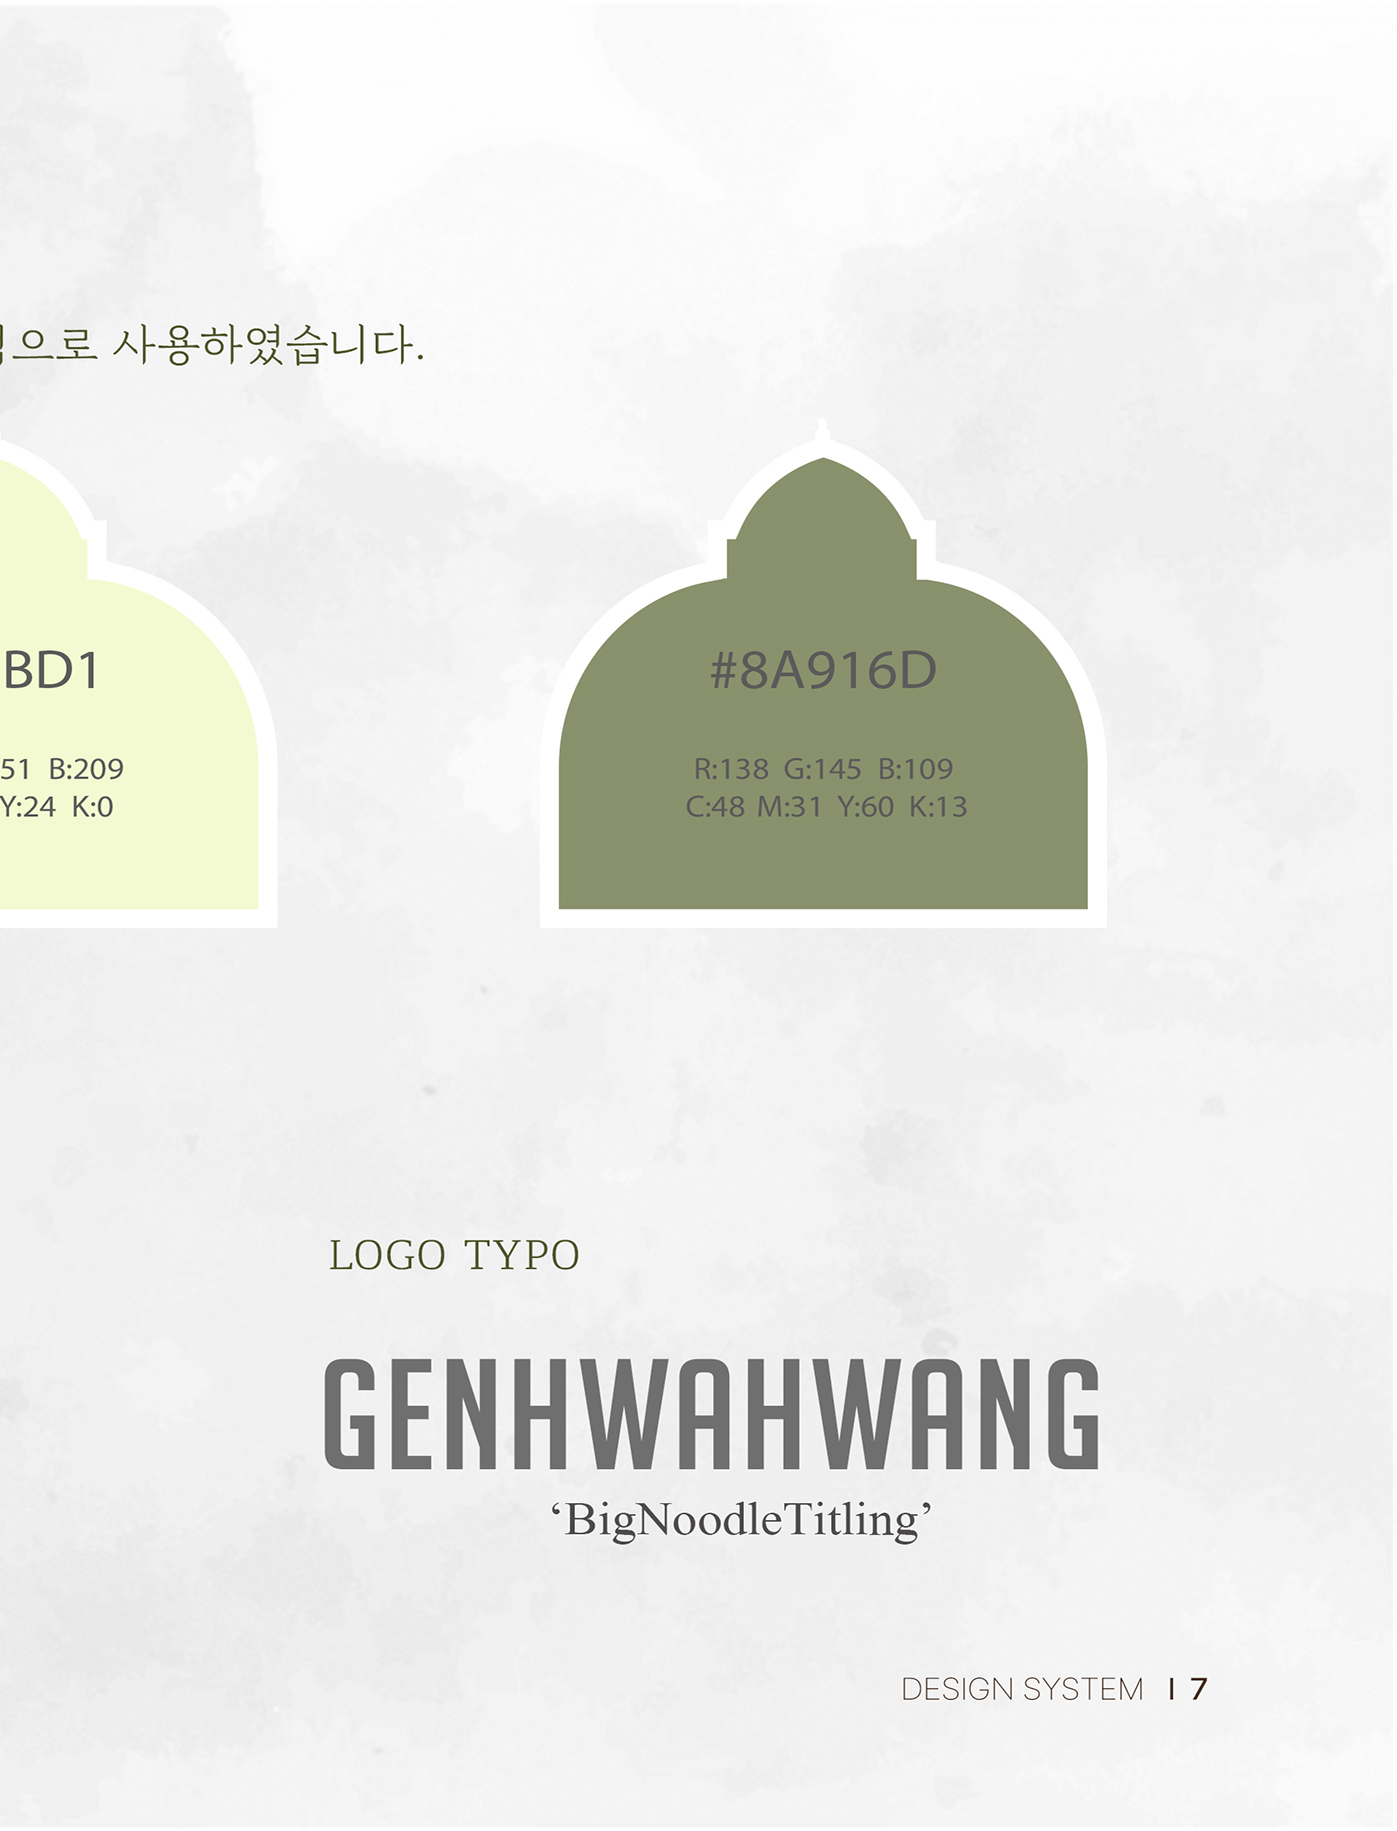 으로 사용하였습니다.
BD1
51 B:209
Y:24 K:0
#8A916D
R:138 G:145 B:109
C:48 M:31 Y:60 K:13
LOGO TYPO
GENHWAHWANG
‘BigNoodleTitling’
DESIGN SYSTEM | 7